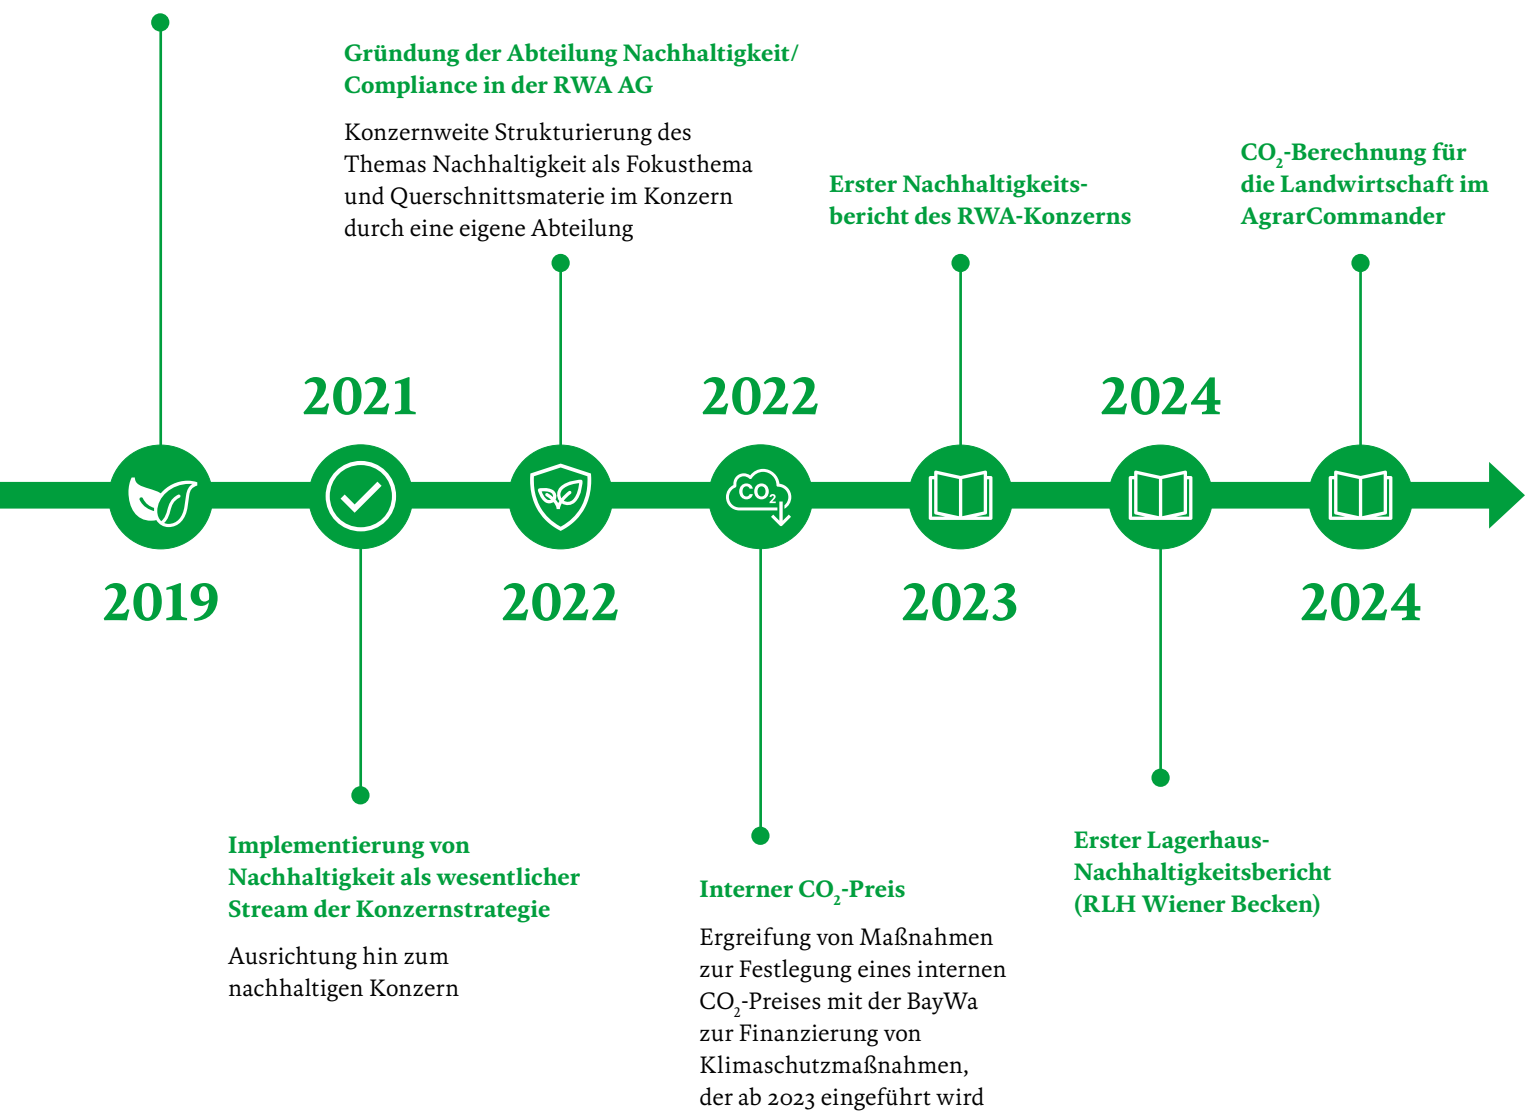 Gründung der Abteilung Nachhaltigkeit/
Compliance in der RWA AG
Konzernweite Strukturierung des
Themas Nachhaltigkeit als Fokusthema
und Querschnittsmaterie im Konzern
durch eine eigene Abteilung
Erster Nachhaltigkeits-
bericht des RWA-Konzerns
CO₂-Berechnung für
die Landwirtschaft im
AgrarCommander
2021
2022
2024
CO₂
2019
2022
2023
2024
Implementierung von
Nachhaltigkeit als wesentlicher
Stream der Konzernstrategie
Ausrichtung hin zum
nachhaltigen Konzern
Interner CO₂-Preis
Ergreifung von Maßnahmen
zur Festlegung eines internen
CO₂-Preises mit der BayWa
zur Finanzierung von
Klimaschutzmaßnahmen,
der ab 2023 eingeführt wird
Erster Lagerhaus-
Nachhaltigkeitsbericht
(RLH Wiener Becken)